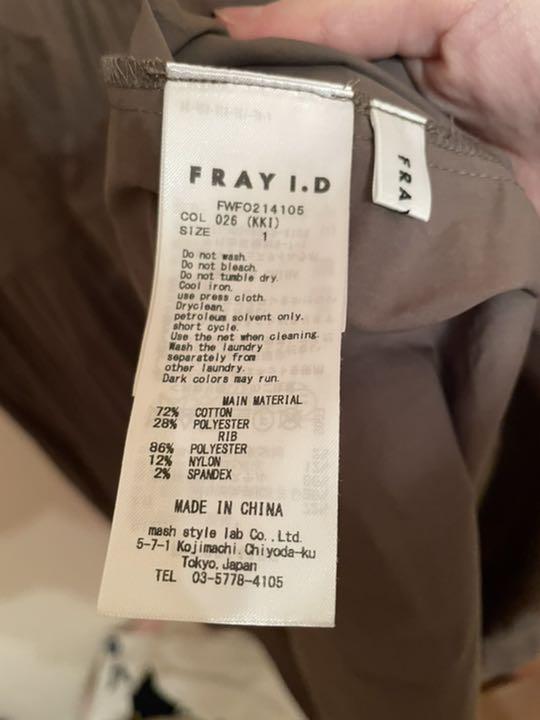 FRAY I.D
FWFO214105
COL 026 (KKI)
SIZE 1
Do not wash.
Do not bleach.
Do not tumble dry.
Cool iron.
use press cloth.
Dryclean.
petroleum solvent only.
short cycle.
Use the net when cleaning.
Wash the laundry
separately from
other laundry.
Dark colors may run.
MAIN MATERIAL
72% COTTON
28% POLYESTER
RIB
86% POLYESTER
12% NYLON
2% SPANDEX
MADE IN CHINA
mash style lab Co.,Ltd.
5-7-1 Kojimachi,Chiyoda-ku
Tokyo,Japan
TEL 03-5778-4105
FRA